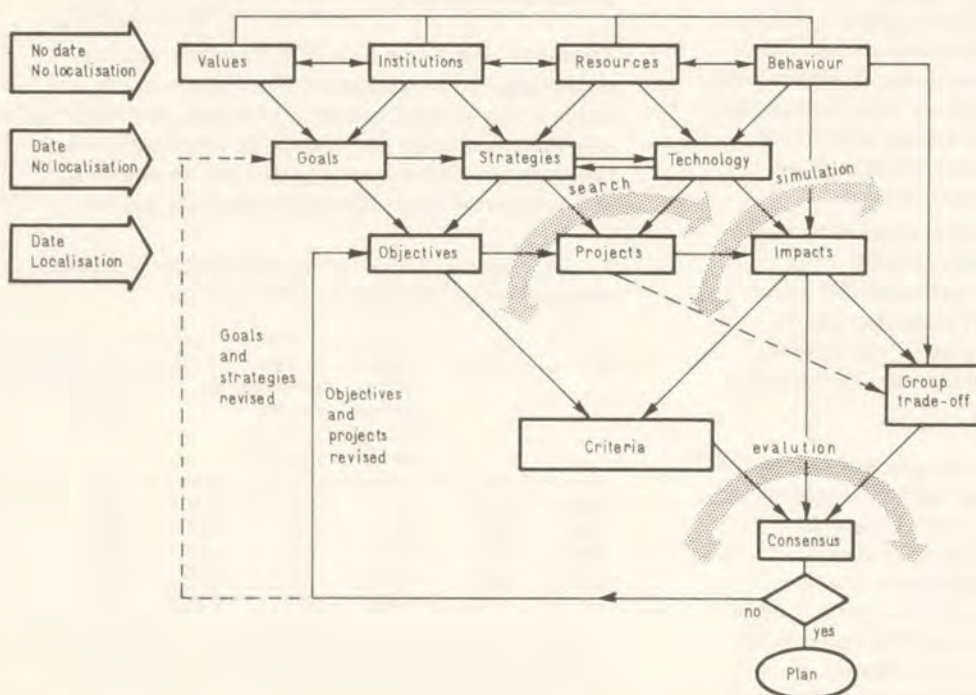 No date
No localisation
Values
Institutions
Resources
Behaviour
Date
No localisation
Goals
Strategies
Technology
search
simulation
Date
Localisation
Objectives
Projects
Impacts
Goals
and
strategies
revised
Objectives
and
projects
revised
Group
trade-off
Criteria
evalution
Consensus
no
yes
Plan